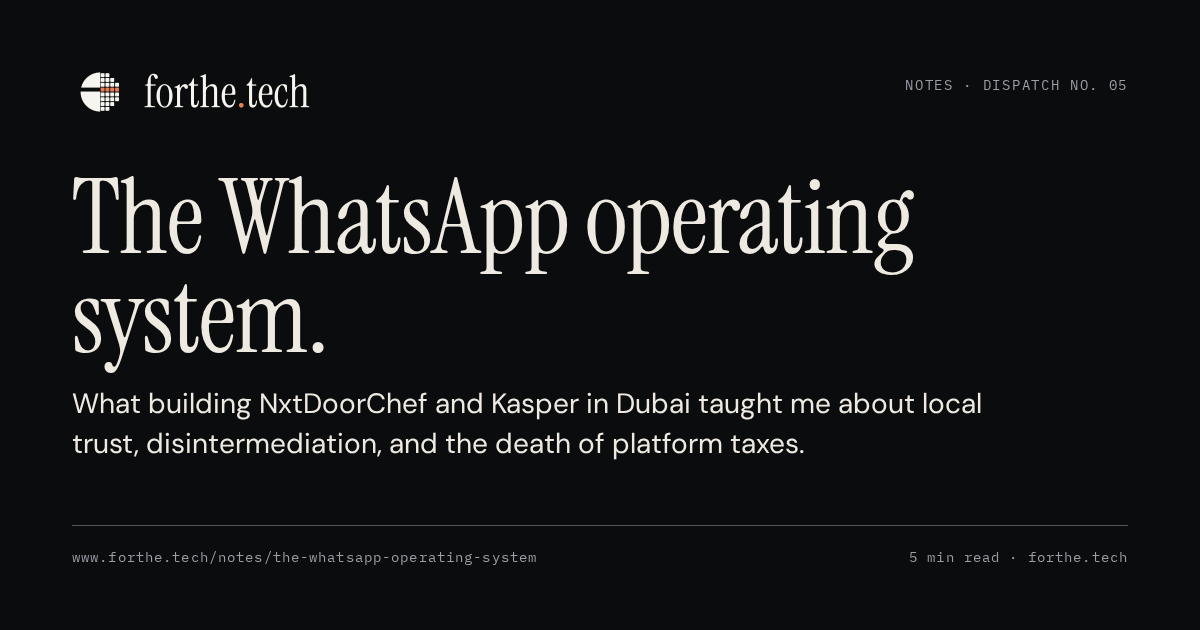 forthe.tech
NOTES · DISPATCH NO. 05
The WhatsApp operating
system.
What building NxtDoorChef and Kasper in Dubai taught me about local
trust, disintermediation, and the death of platform taxes.
www.forthe.tech/notes/the-whatsapp-operating-system
5 min read · forthe.tech